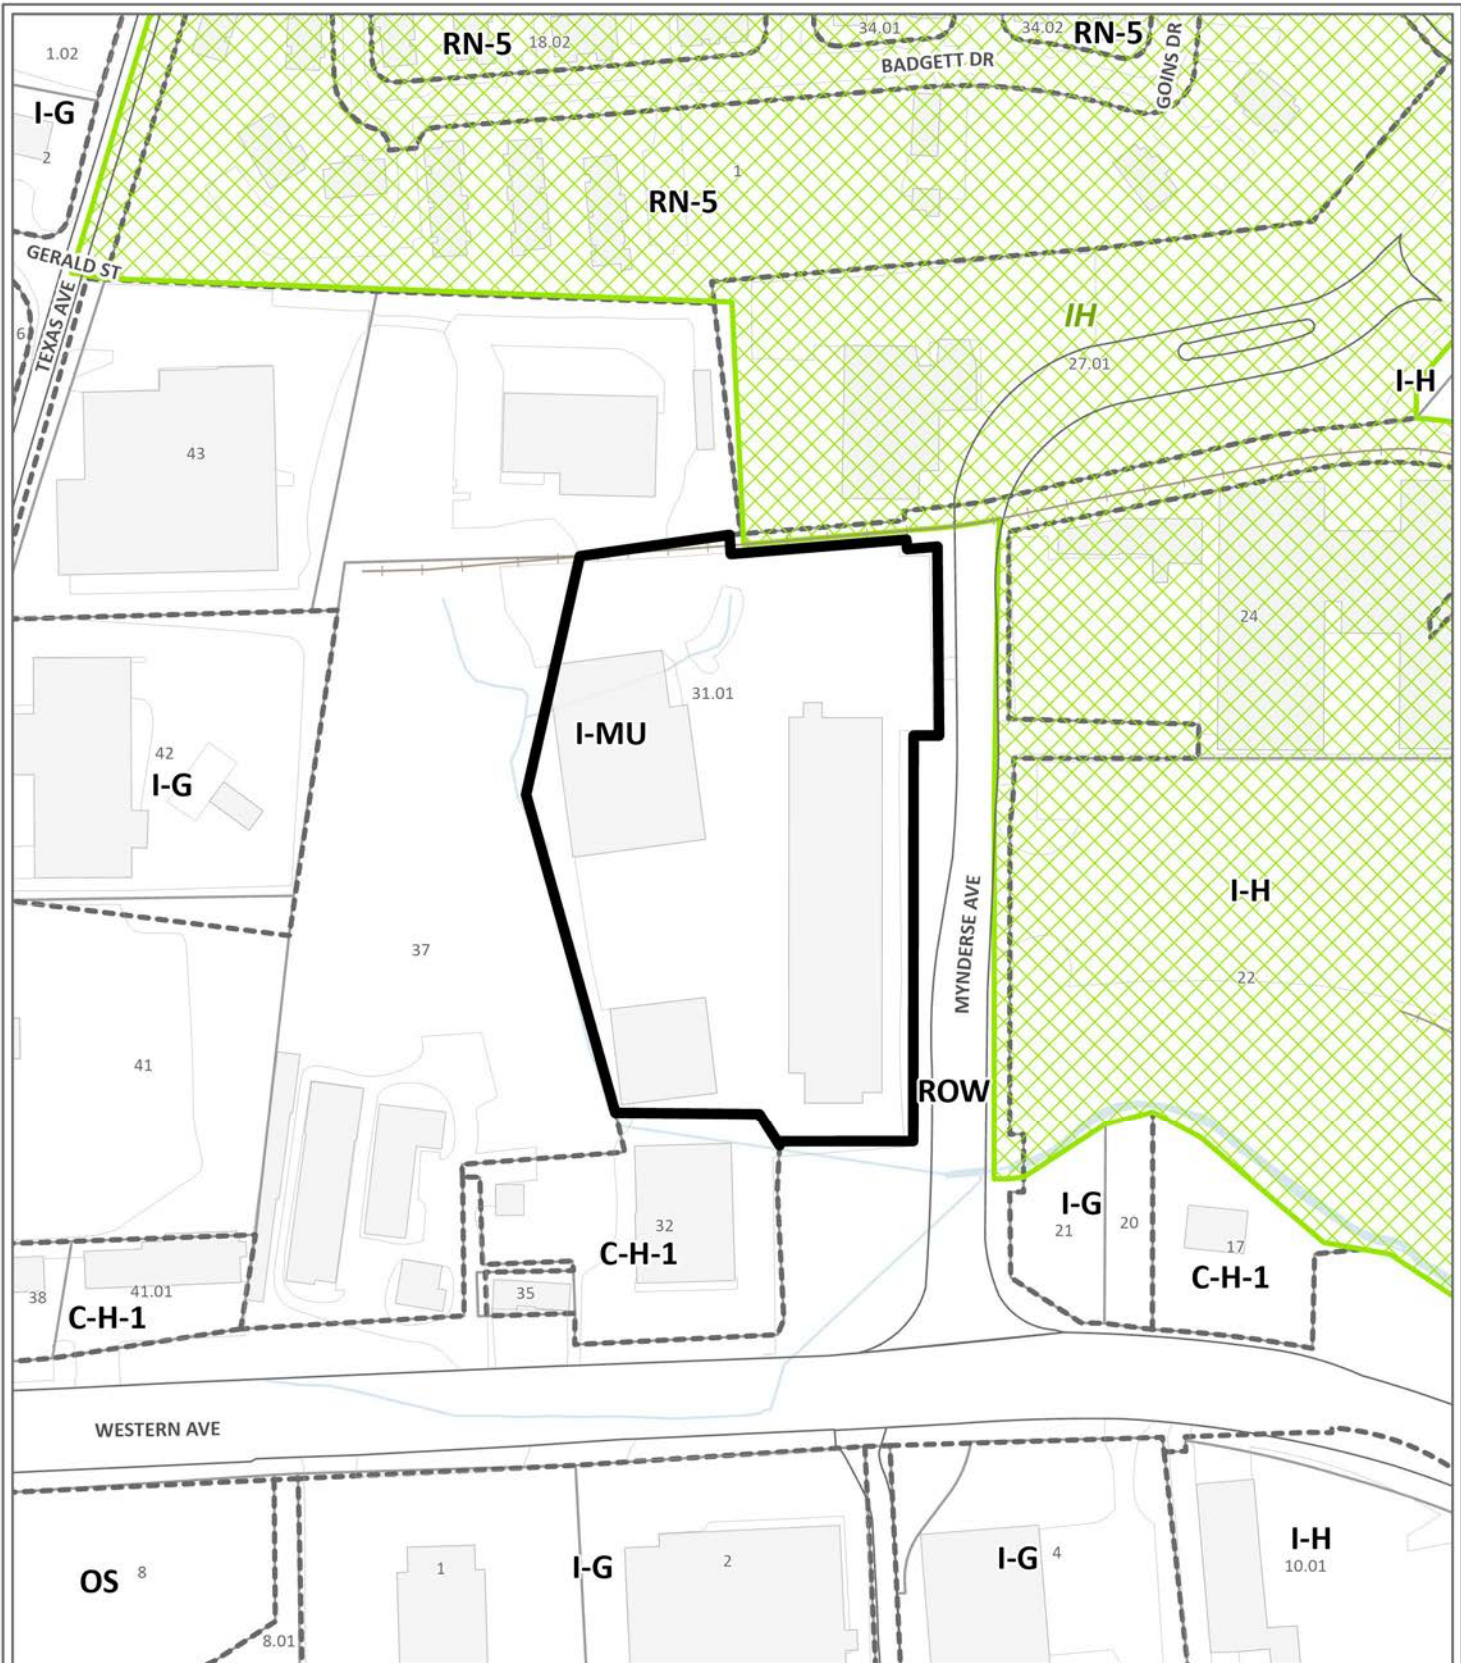 RN-5
18.02
34.01
34.02
RN-5
1.02
BADGETT DR
GOINS DR
I-G
2
1
RN-5
GERALD ST
TEXAS AVE
6
IH
27.01
I-H
43
24
31.01
I-MU
42
I-G
I-H
MYNDERSE AVE
37
22
41
ROW
I-G
21
20
32
17
C-H-1
C-H-1
38
41.01
35
C-H-1
WESTERN AVE
OS
8
1
I-G
2
I-G
4
I-H
10.01
8.01